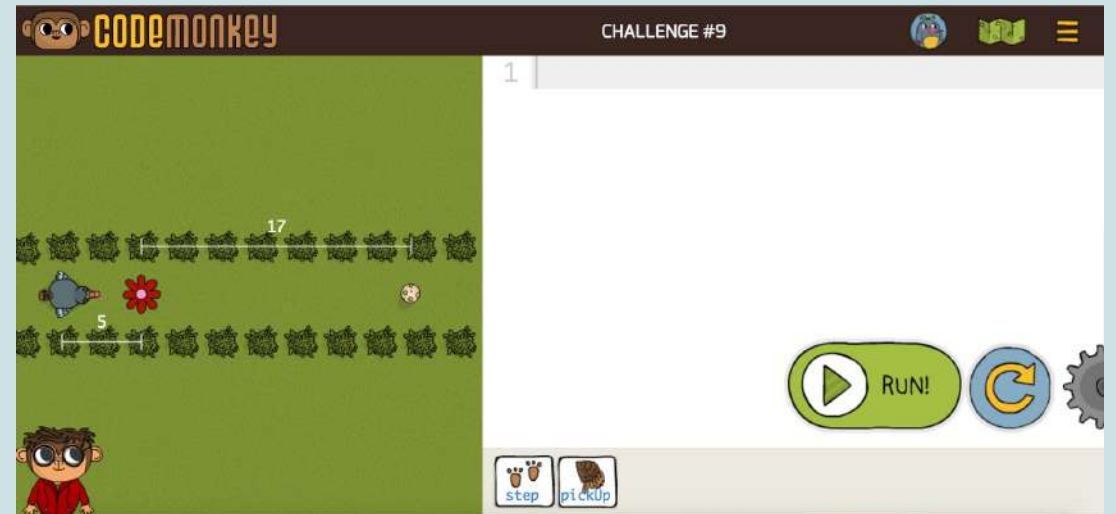 CODEMONKEY
CHALLENGE #9
1
17
5
RUN!
step
pickUp